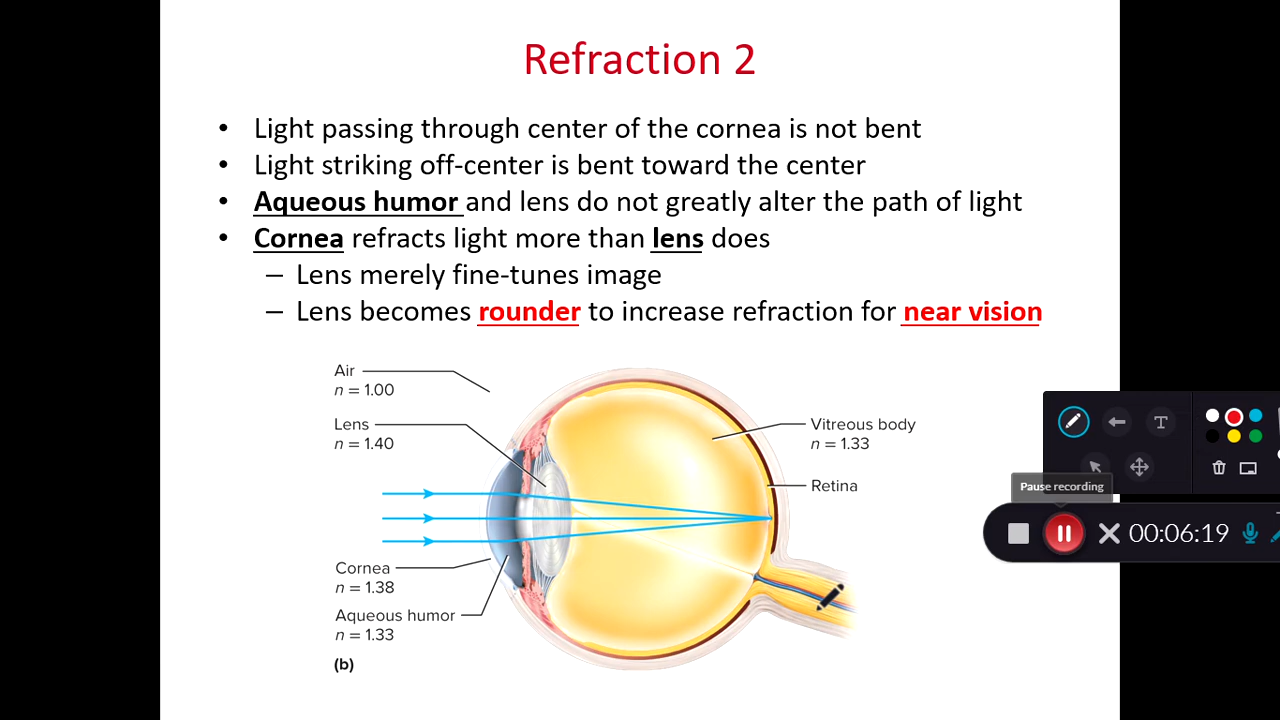 Refraction 2
• Light passing through center of the cornea is not bent
• Light striking off-center is bent toward the center
• Aqueous humor and lens do not greatly alter the path of light
• Cornea refracts light more than lens does
– Lens merely fine-tunes image
– Lens becomes rounder to increase refraction for near vision
Air
n = 1.00
Lens
n = 1.40
Vitreous body
n = 1.33
Retina
Cornea
n = 1.38
Aqueous humor
n = 1.33
(b)
T
Pause recording
00:06:19